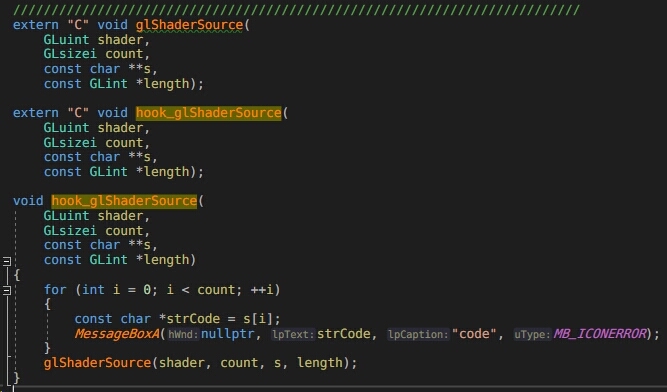 ////////////////////////////////////////////////////////////////////////////
extern "C" void glShaderSource(
    GLuint shader,
    GLsizei count,
    const char **s,
    const GLint *length);

extern "C" void hook_glShaderSource(
    GLuint shader,
    GLsizei count,
    const char **s,
    const GLint *length);

void hook_glShaderSource(
    GLuint shader,
    GLsizei count,
    const char **s,
    const GLint *length)
{
    for (int i = 0; i < count; ++i)
    {
        const char *strCode = s[i];
        MessageBoxA(hWnd:nullptr, lpText:strCode, lpCaption:"code", uType:MB_ICONERROR);
    }
    glShaderSource(shader, count, s, length);
}